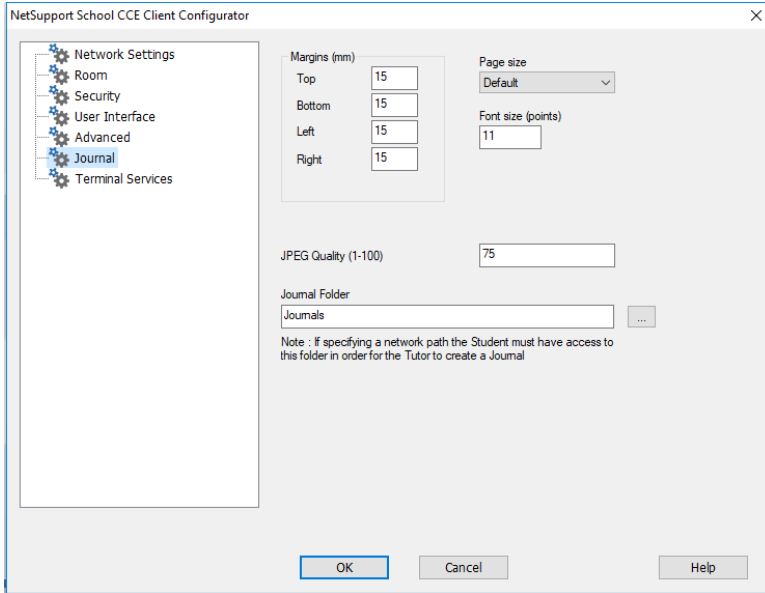 NetSupport School CCE Client Configurator
Network Settings
Room
Security
User Interface
Advanced
Journal
Terminal Services
Margins (mm)
Top 15
Bottom 15
Left 15
Right 15
Page size
Default
Font size (points)
11
JPEG Quality (1-100) 75
Journal Folder
Journals
...
Note : If specifying a network path the Student must have access to
this folder in order for the Tutor to create a Journal
OK Cancel Help